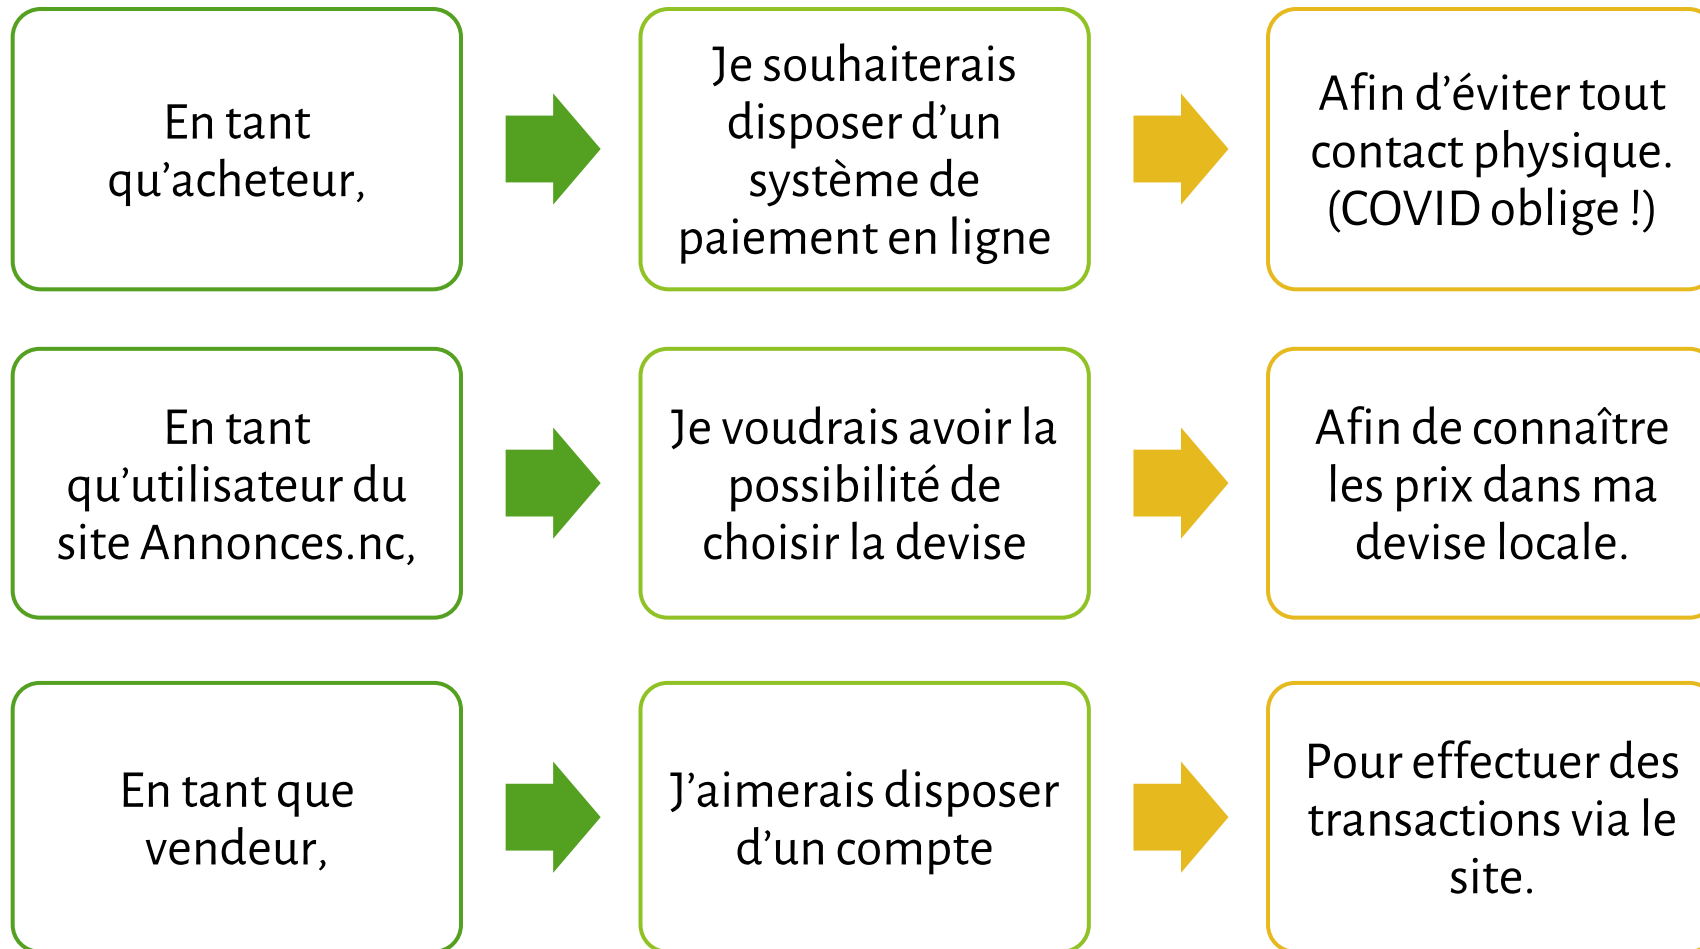 En tant
qu’acheteur,
Je souhaiterais
disposer d’un
système de
paiement en ligne
Afin d’éviter tout
contact physique.
(COVID oblige !)
En tant
qu’utilisateur du
site Annonces.nc,
Je voudrais avoir la
possibilité de
choisir la devise
Afin de connaître
les prix dans ma
devise locale.
En tant que
vendeur,
J’aimerais disposer
d’un compte
Pour effectuer des
transactions via le
site.